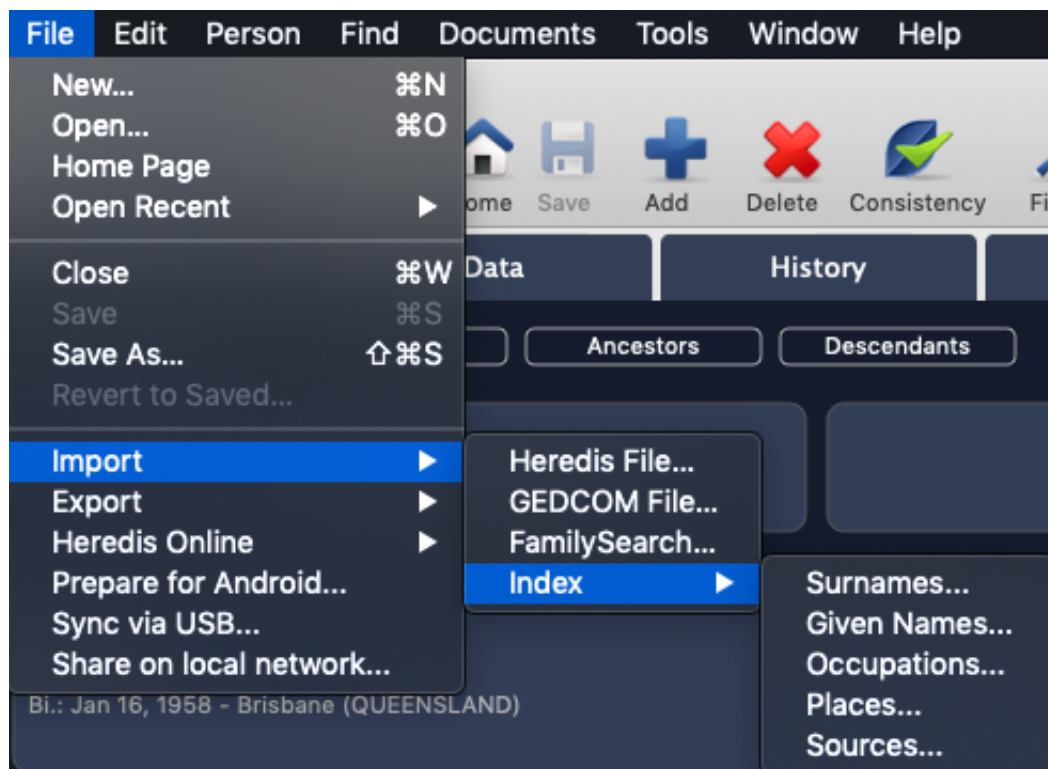 File Edit Person Find Documents Tools Window Help
New... ⌘N
Open... ⌘O
Home Page
Open Recent ▶
Save Add Delete Consistency
Close ⌘W
Data History
Save ⌘S
Save As... ⇧⌘S
Ancestors Descendants
Revert to Saved...
Import ▶
Export ▶
Heredis Online ▶
Prepare for Android...
Sync via USB...
Share on local network...
Heredis File...
GEDCOM File...
FamilySearch...
Index ▶
Surnames...
Given Names...
Occupations...
Places...
Sources...
Bi.: Jan 16, 1958 - Brisbane (QUEENSLAND)